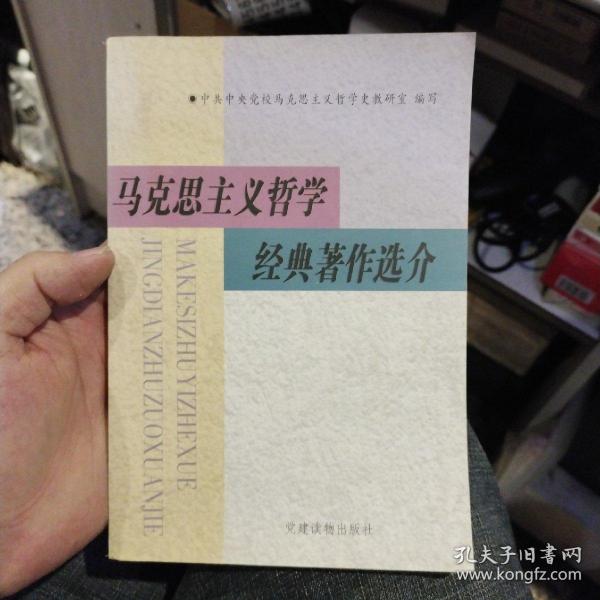 ●中共中央党校马克思主义哲学史教研室 编写
马克思主义哲学
经典著作选介
MAKESIZHUYIZHEXUE
JINGDIANZHUZUOXUANJIE
党建读物出版社
孔夫子旧书网
www.kongfz.com